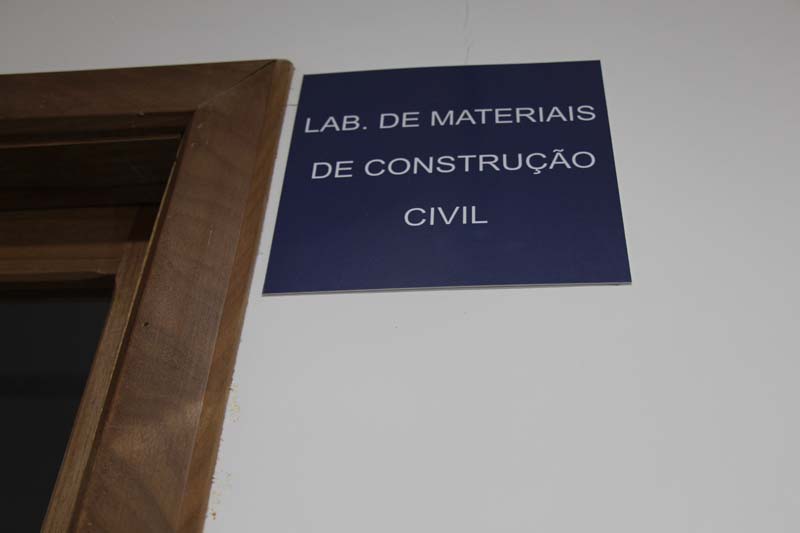 LAB. DE MATERIAIS
DE CONSTRUÇÃO
CIVIL